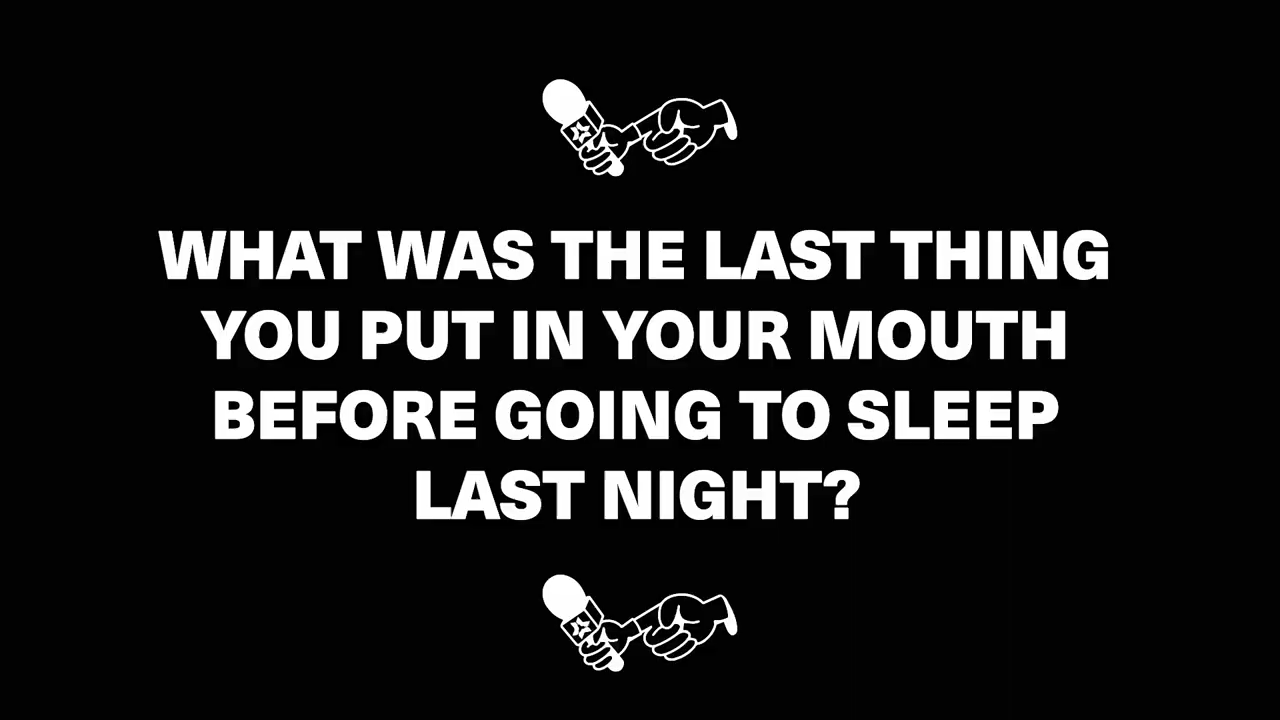 WHAT WAS THE LAST THING
YOU PUT IN YOUR MOUTH
BEFORE GOING TO SLEEP
LAST NIGHT?